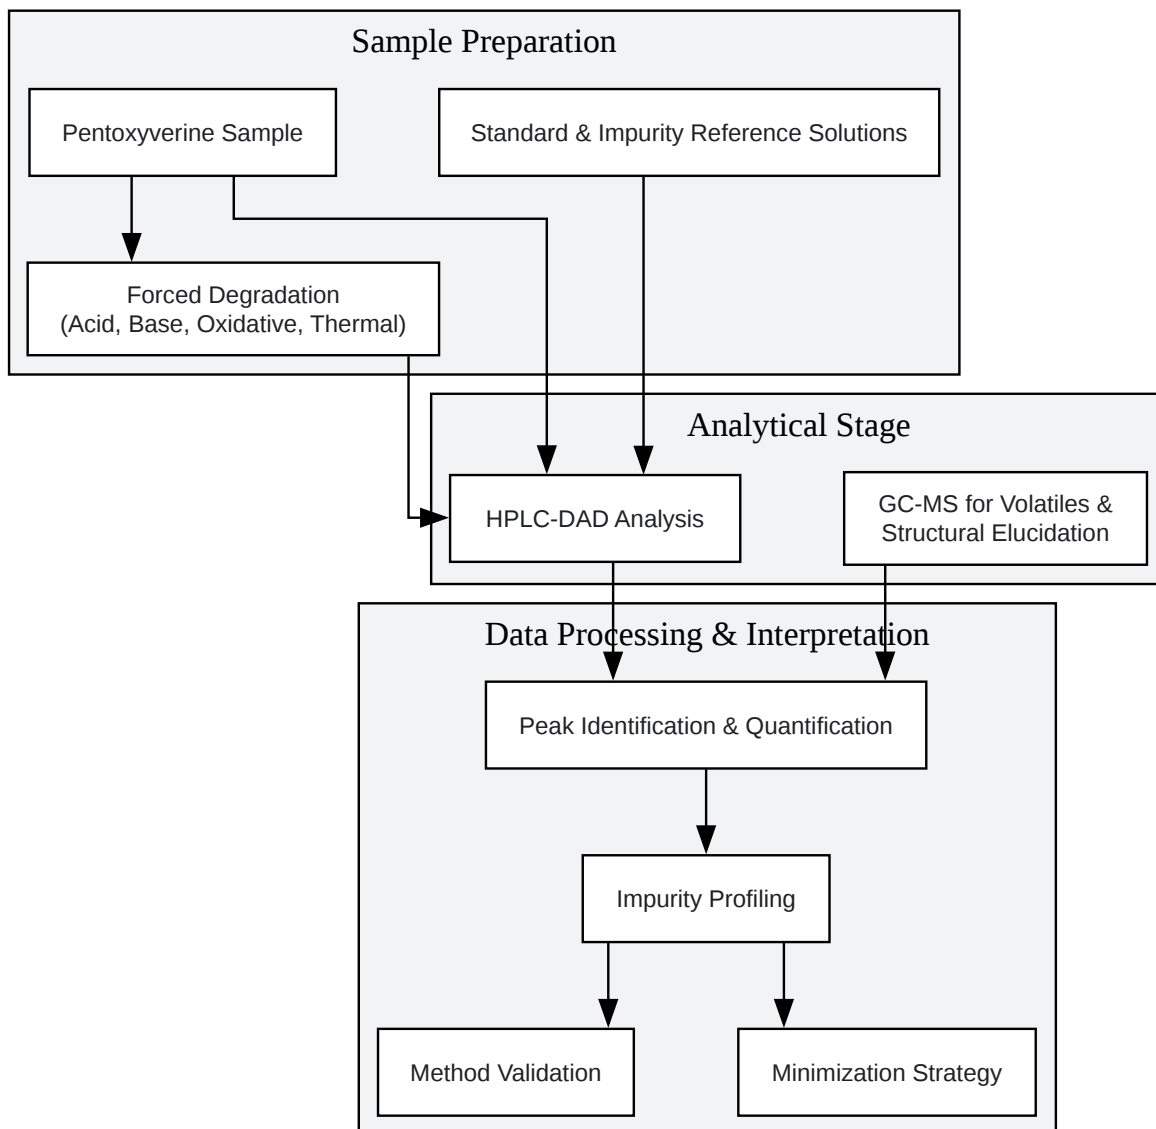 Sample Preparation
Pentoxyverine Sample
Standard & Impurity Reference Solutions
Forced Degradation
(Acid, Base, Oxidative, Thermal)
Analytical Stage
HPLC-DAD Analysis
GC-MS for Volatiles &
Structural Elucidation
Data Processing & Interpretation
Peak Identification & Quantification
Impurity Profiling
Method Validation
Minimization Strategy